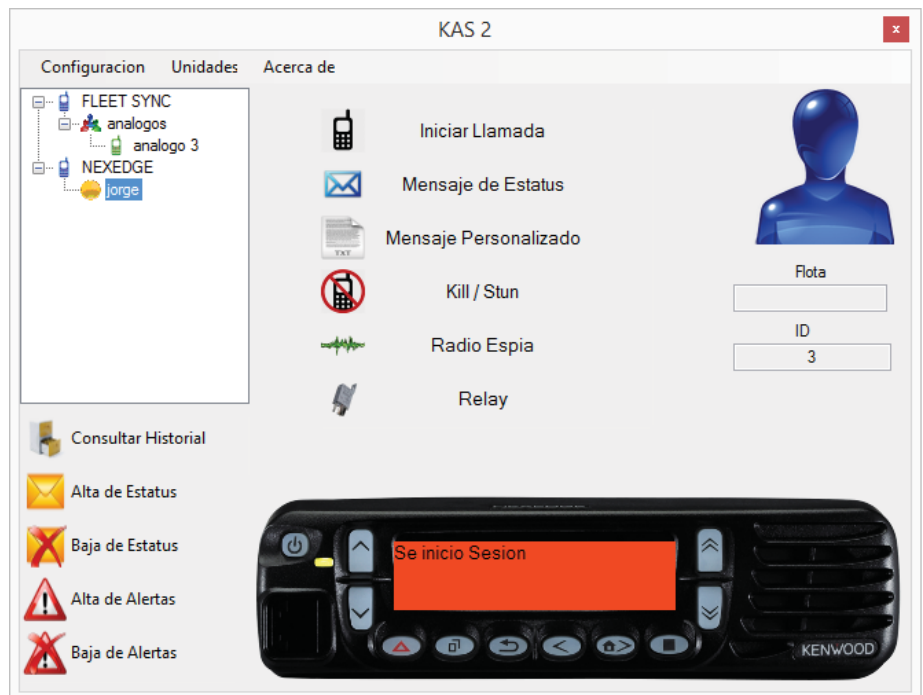 KAS 2
x
Configuracion Unidades Acerca de
FLEET SYNC
analogos
analogo 3
NEXEDGE
jorge
Iniciar Llamada
Mensaje de Estatus
TXT
Mensaje Personalizado
Kill / Stun
Radio Espia
Relay
Flota
ID
3
Consultar Historial
Alta de Estatus
Baja de Estatus
Alta de Alertas
Baja de Alertas
Se inicio Sesion
KENWOOD